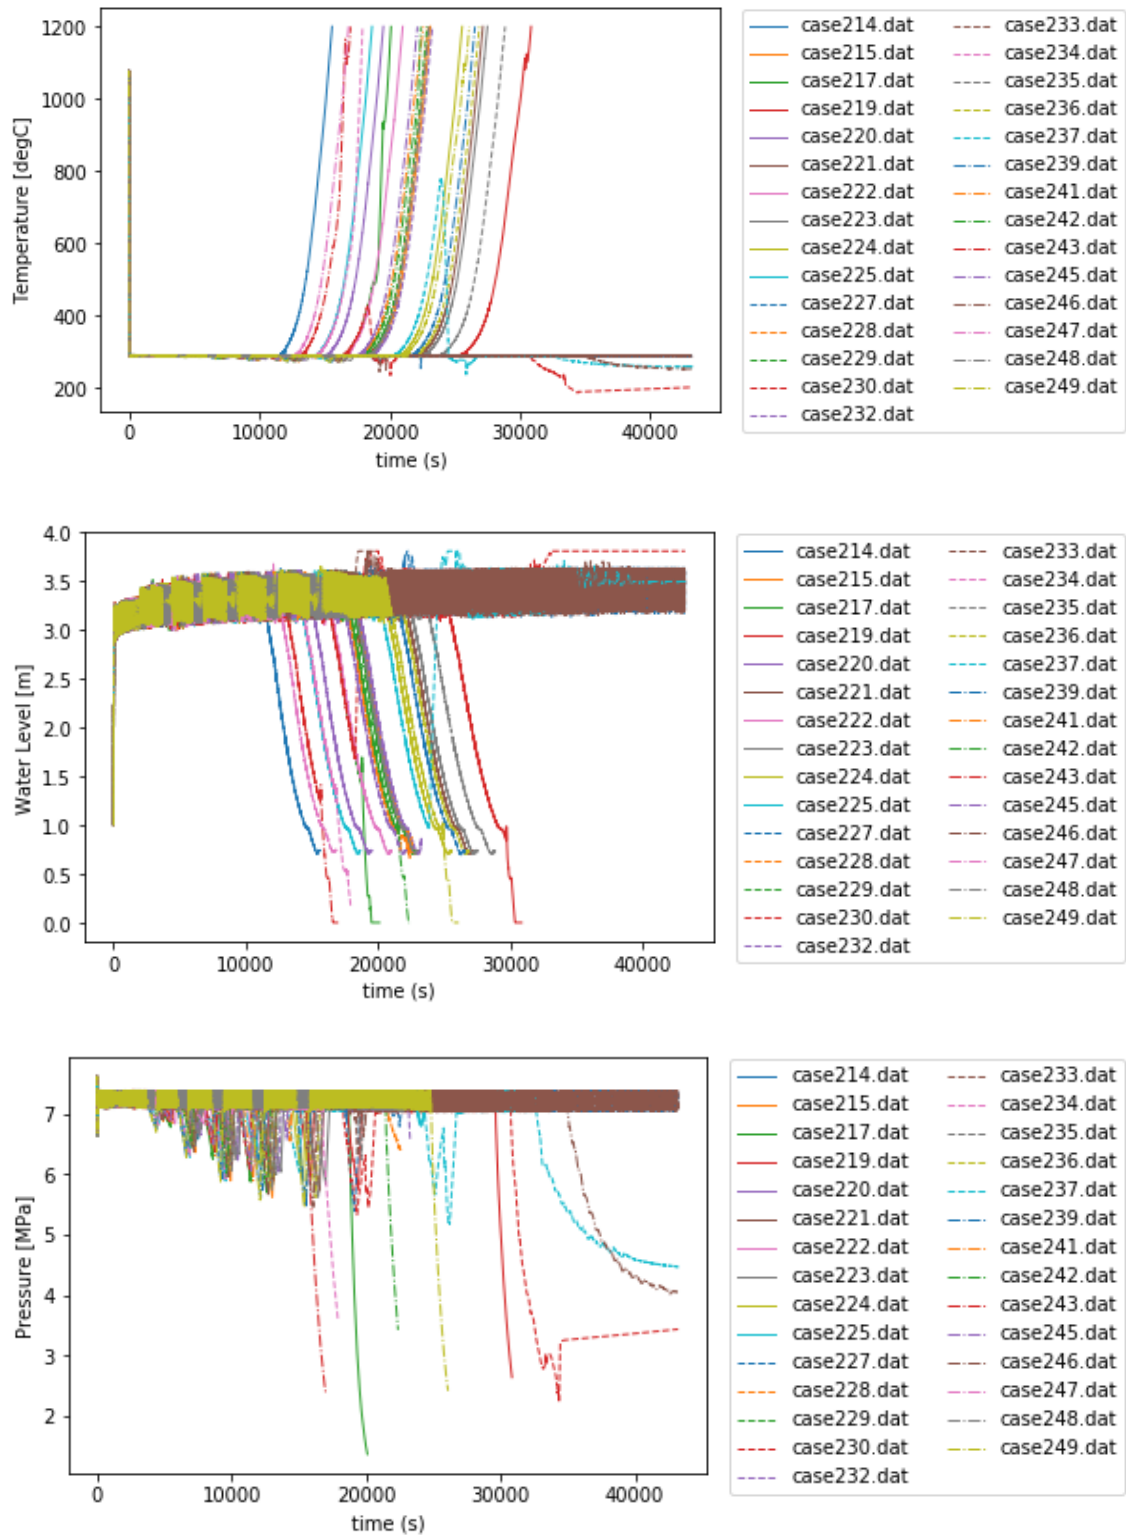 Temperature [degC]
1200
1000
800
600
400
200
0 10000 20000 30000 40000
time (s)
case214.dat case233.dat
case215.dat case234.dat
case217.dat case235.dat
case219.dat case236.dat
case220.dat case237.dat
case221.dat case239.dat
case222.dat case241.dat
case223.dat case242.dat
case224.dat case243.dat
case225.dat case245.dat
case227.dat case246.dat
case228.dat case247.dat
case229.dat case248.dat
case230.dat case249.dat
case232.dat
Water Level [m]
4.0
3.5
3.0
2.5
2.0
1.5
1.0
0.5
0.0
0 10000 20000 30000 40000
time (s)
case214.dat case233.dat
case215.dat case234.dat
case217.dat case235.dat
case219.dat case236.dat
case220.dat case237.dat
case221.dat case239.dat
case222.dat case241.dat
case223.dat case242.dat
case224.dat case243.dat
case225.dat case245.dat
case227.dat case246.dat
case228.dat case247.dat
case229.dat case248.dat
case230.dat case249.dat
case232.dat
Pressure [MPa]
7
6
5
4
3
2
0 10000 20000 30000 40000
time (s)
case214.dat case233.dat
case215.dat case234.dat
case217.dat case235.dat
case219.dat case236.dat
case220.dat case237.dat
case221.dat case239.dat
case222.dat case241.dat
case223.dat case242.dat
case224.dat case243.dat
case225.dat case245.dat
case227.dat case246.dat
case228.dat case247.dat
case229.dat case248.dat
case230.dat case249.dat
case232.dat